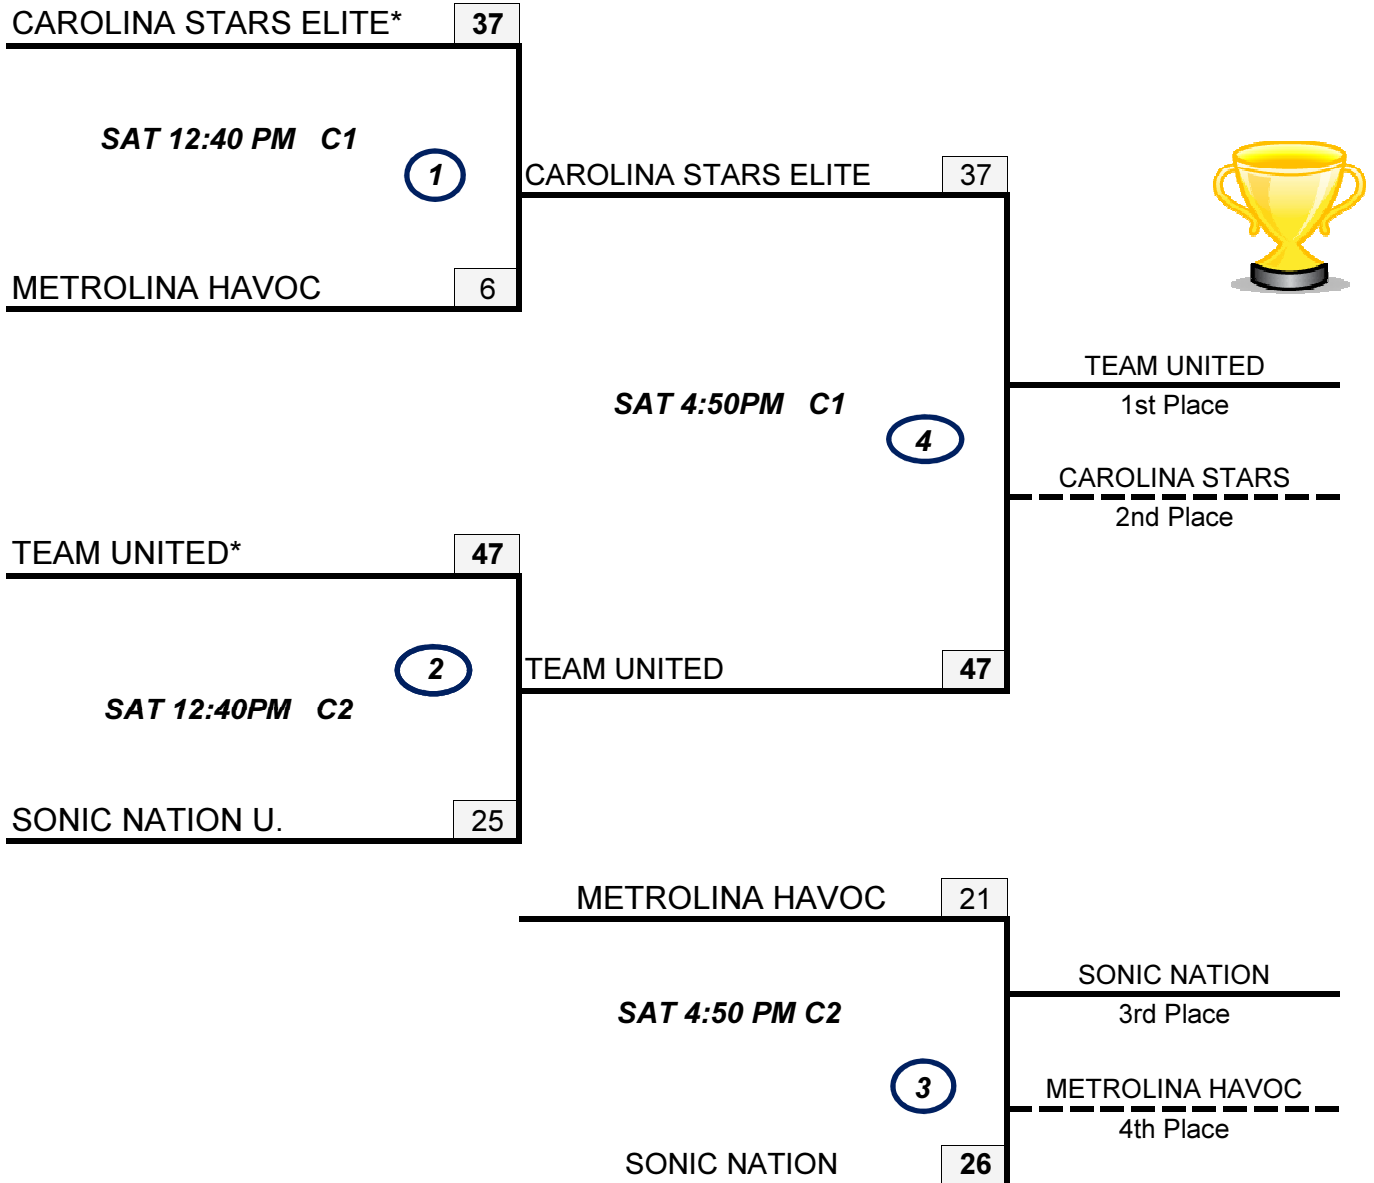 CAROLINA STARS ELITE* 37
SAT 12:40 PM C1
1
CAROLINA STARS ELITE 37
METROLINA HAVOC 6
TEAM UNITED
1st Place
SAT 4:50PM C1
4
CAROLINA STARS
2nd Place
TEAM UNITED* 47
2
TEAM UNITED 47
SAT 12:40PM C2
SONIC NATION U. 25
METROLINA HAVOC 21
SONIC NATION
3rd Place
SAT 4:50 PM C2
3
METROLINA HAVOC
4th Place
SONIC NATION 26